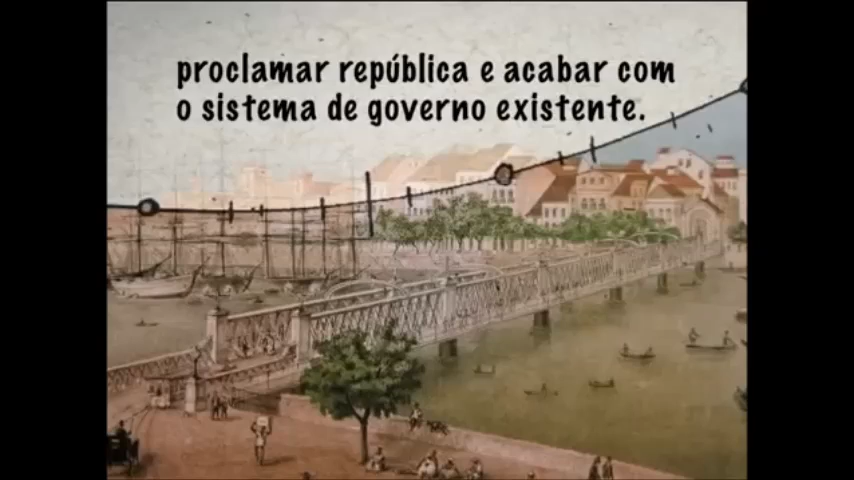 proclamar república e acabar com
o sistema de governo existente.